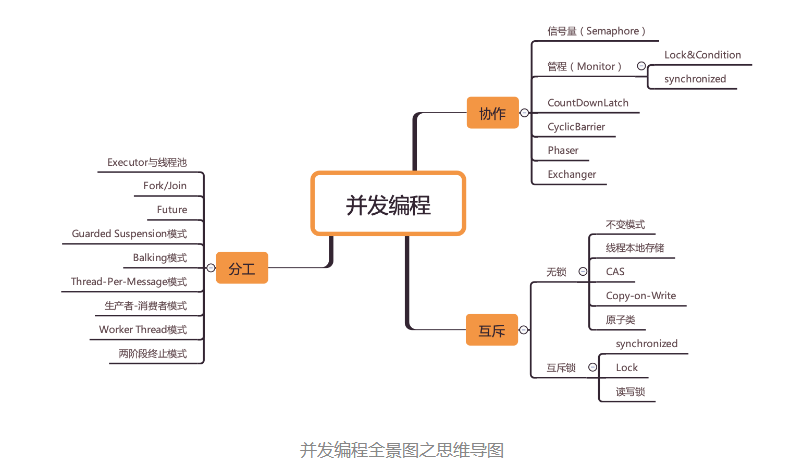 并发编程
分工
Executor与线程池
Fork/Join
Future
Guarded Suspension模式
Balking模式
Thread-Per-Message模式
生产者-消费者模式
Worker Thread模式
两阶段终止模式
协作
信号量（Semaphore）
管程（Monitor）
Lock&Condition
synchronized
CountDownLatch
CyclicBarrier
Phaser
Exchanger
互斥
无锁
不变模式
线程本地存储
CAS
Copy-on-Write
原子类
互斥锁
synchronized
Lock
读写锁
并发编程全景图之思维导图